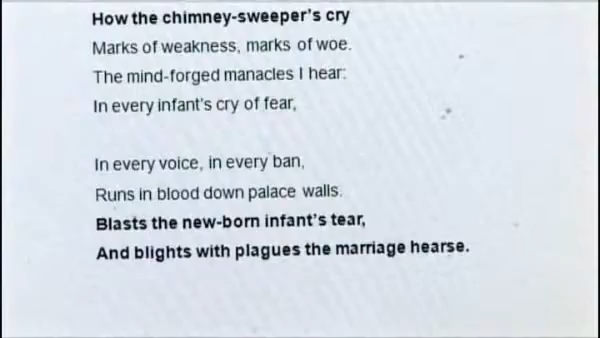 How the chimney-sweeper's cry
Marks of weakness, marks of woe.
The mind-forged manacles I hear:
In every infant's cry of fear,
In every voice, in every ban,
Runs in blood down palace walls.
Blasts the new-born infant's tear,
And blights with plagues the marriage hearse.